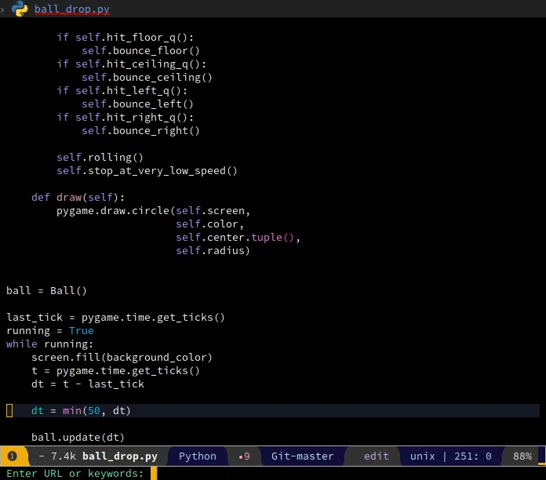 > ball_drop.py
if self.hit_floor_q():
self.bounce_floor()
if self.hit_ceiling_q():
self.bounce_ceiling()
if self.hit_left_q():
self.bounce_left()
if self.hit_right_q():
self.bounce_right()
self.rolling()
self.stop_at_very_low_speed()
def draw(self):
pygame.draw.circle(self.screen,
self.color,
self.center.tuple(),
self.radius)
ball = Ball()
last_tick = pygame.time.get_ticks()
running = True
while running:
screen.fill(background_color)
t = pygame.time.get_ticks()
dt = t - last_tick
dt = min(50, dt)
ball.update(dt)
1 - 7.4k ball_drop.py Python •9 Git-master edit unix | 251: 0 88%
Enter URL or keywords: